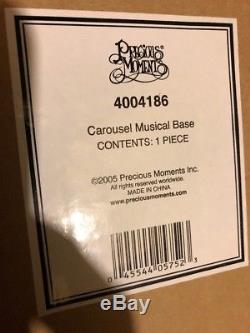 PRECIOUS®
MOMENTS
4004186
Carousel Musical Base
CONTENTS: 1 PIECE
©2005 Precious Moments Inc.
All rights reserved worldwide.
MADE IN CHINA.
www.preciousmoments.com
0 45544 05752 3